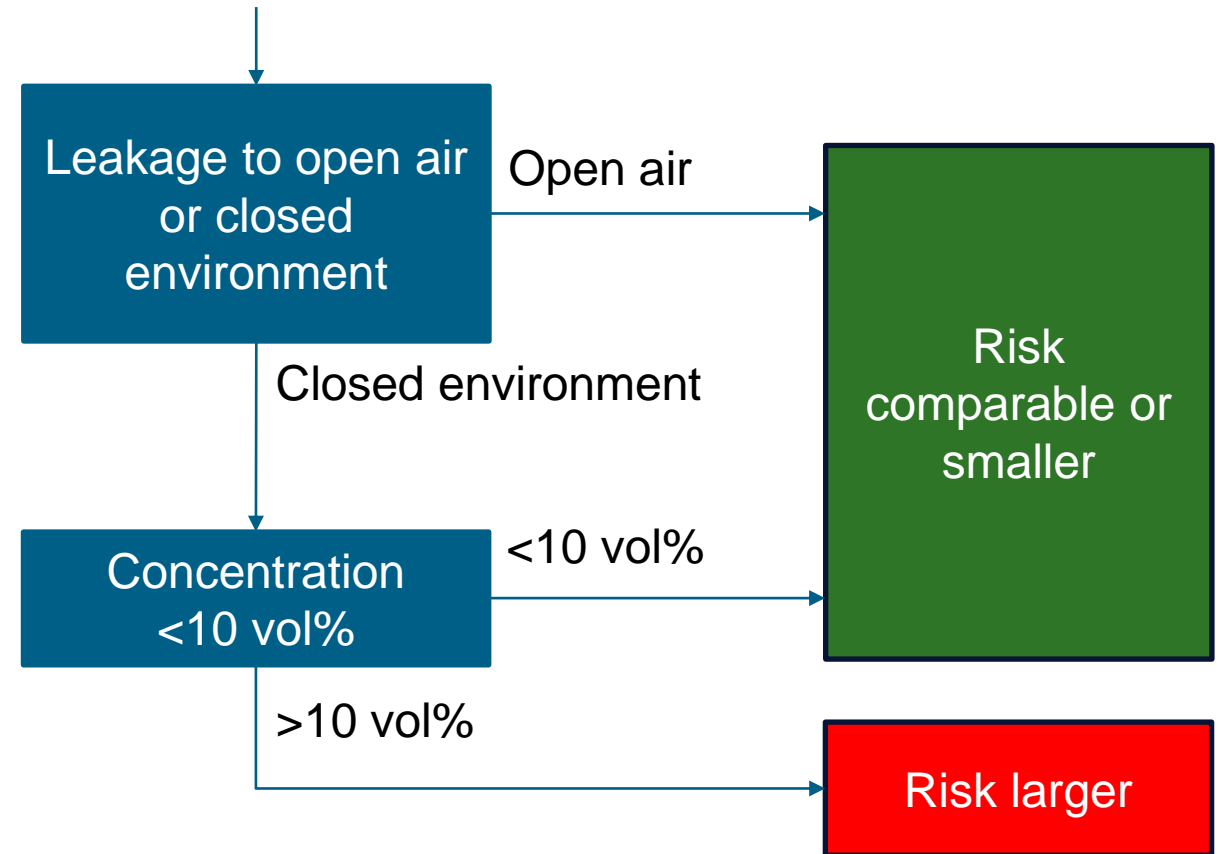 Leakage to open air
or closed
environment
Open air
Closed environment
Risk
comparable or
smaller
Concentration
<10 vol%
<10 vol%
>10 vol%
Risk larger